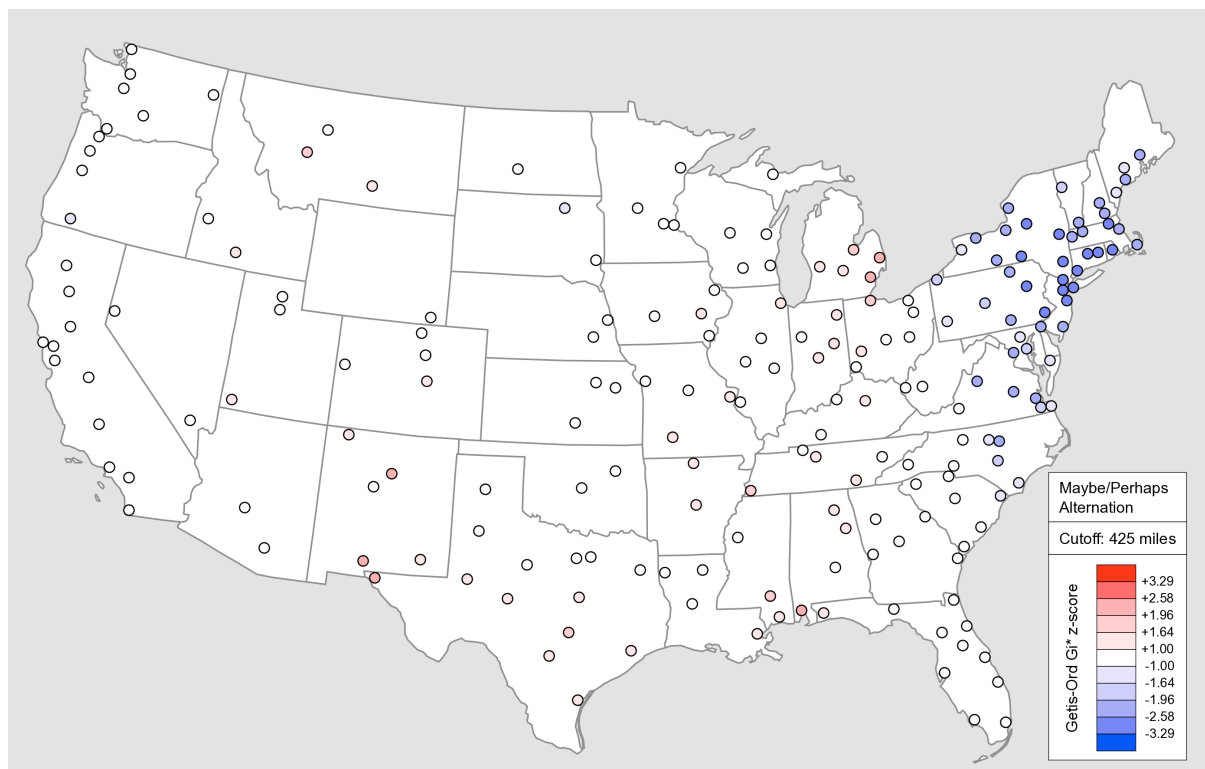 Maybe/Perhaps
Alternation
Cutoff: 425 miles
Getis-Ord Gi* z-score
+3.29
+2.58
+1.96
+1.64
+1.00
-1.00
-1.64
-1.96
-2.58
-3.29